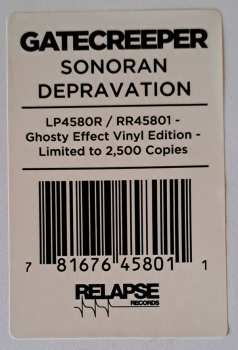 GATECREEPER
SONORAN
DEPRAVATION
LP4580R / RR45801 -
Ghosty Effect Vinyl Edition -
Limited to 2,500 Copies
7 81676 45801 1
RELAPSE
RECORDS